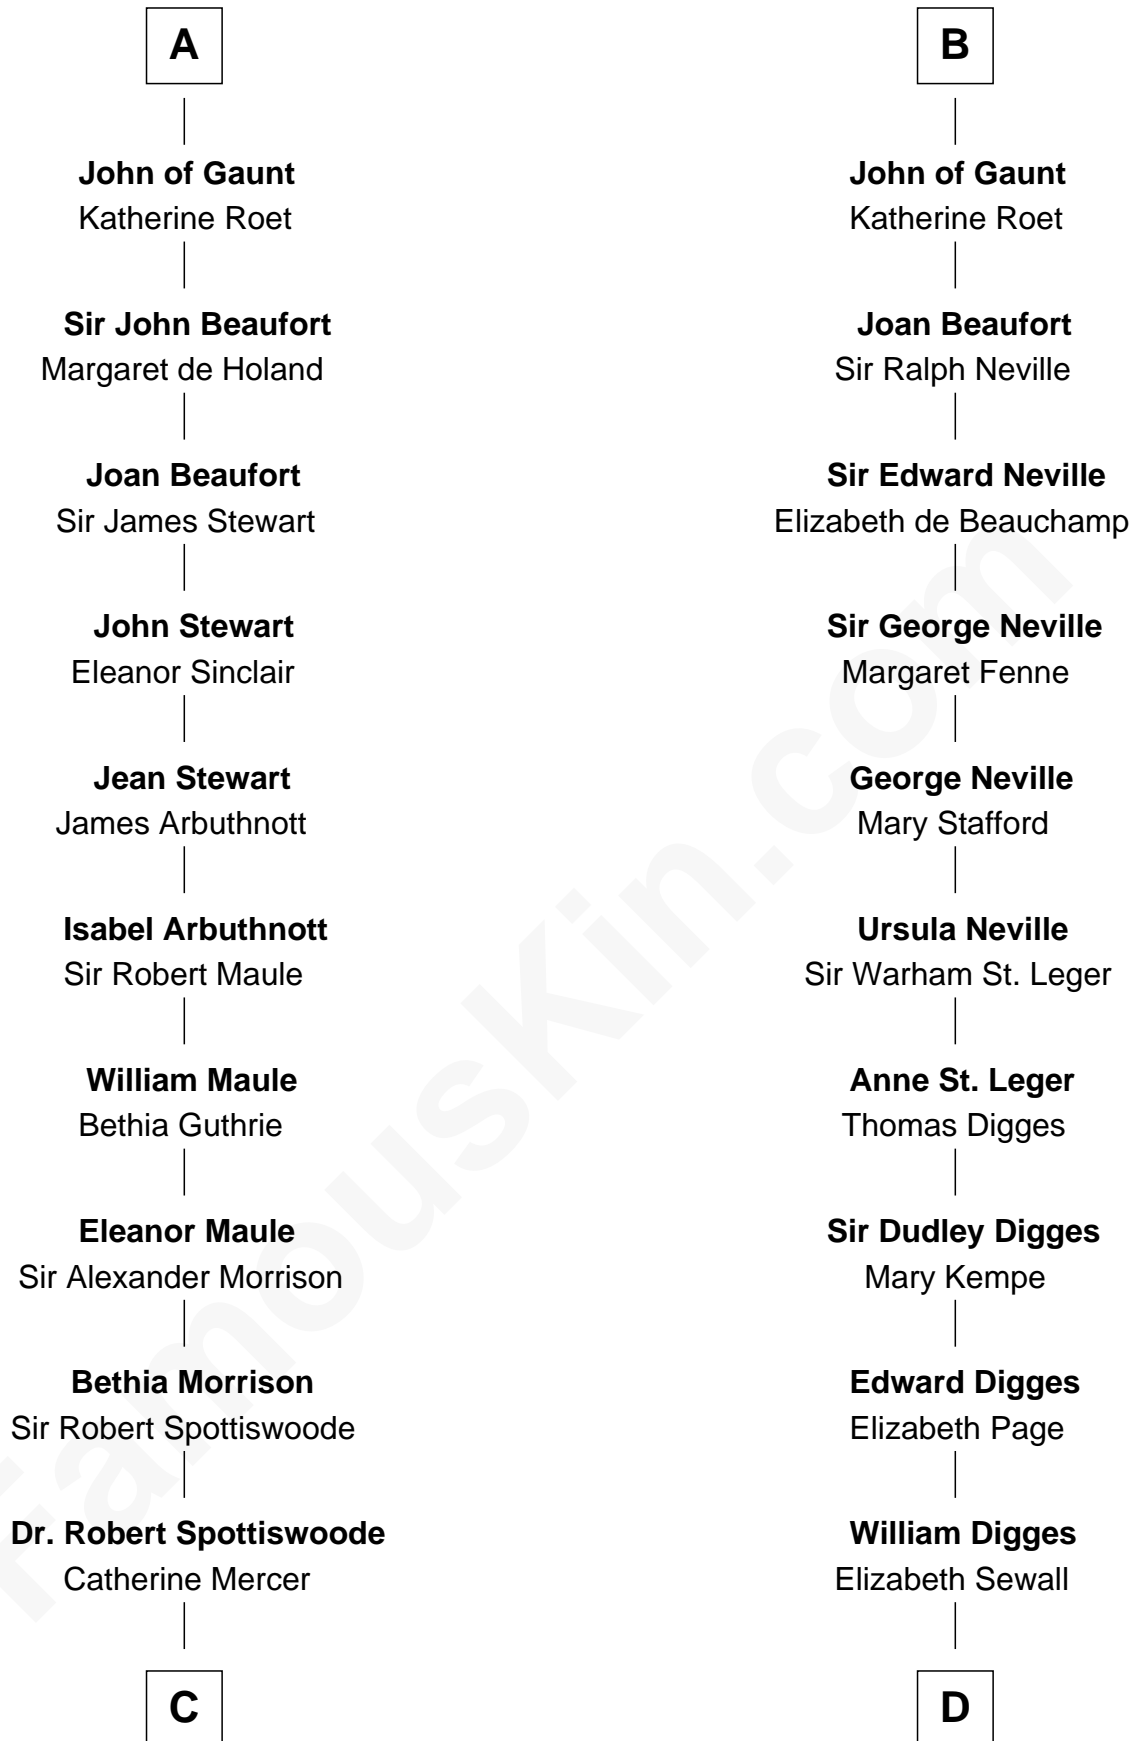 A
John of Gaunt
Katherine Roet
Sir John Beaufort
Margaret de Holand
Joan Beaufort
Sir James Stewart
John Stewart
Eleanor Sinclair
Jean Stewart
James Arbuthnott
Isabel Arbuthnott
Sir Robert Maule
William Maule
Bethia Guthrie
Eleanor Maule
Sir Alexander Morrison
Bethia Morrison
Sir Robert Spottiswoode
Dr. Robert Spottiswoode
Catherine Mercer
C
B
John of Gaunt
Katherine Roet
Joan Beaufort
Sir Ralph Neville
Sir Edward Neville
Elizabeth de Beauchamp
Sir George Neville
Margaret Fenne
George Neville
Mary Stafford
Ursula Neville
Sir Warham St. Leger
Anne St. Leger
Thomas Digges
Sir Dudley Digges
Mary Kempe
Edward Digges
Elizabeth Page
William Digges
Elizabeth Sewall
D
FamousKin.com